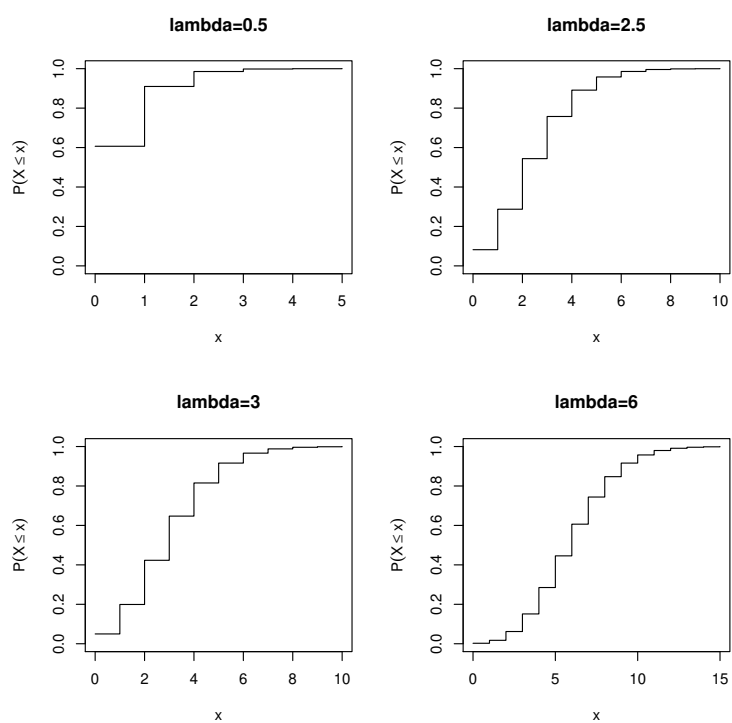 lambda=0.5
P(X ≤ x)
0.0 0.2 0.4 0.6 0.8 1.0
0 1 2 3 4 5
x
lambda=2.5
P(X ≤ x)
0.0 0.2 0.4 0.6 0.8 1.0
0 2 4 6 8 10
x
lambda=3
P(X ≤ x)
0.0 0.2 0.4 0.6 0.8 1.0
0 2 4 6 8 10
x
lambda=6
P(X ≤ x)
0.0 0.2 0.4 0.6 0.8 1.0
0 5 10 15
x